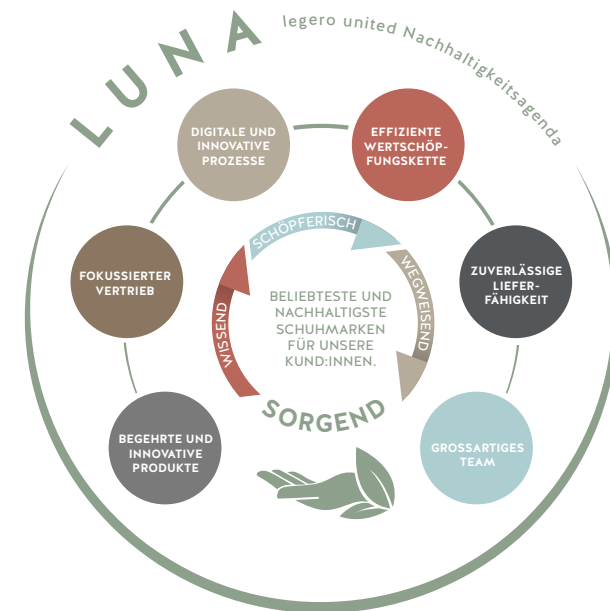 LUNA
legero united Nachhaltigkeitsagenda
DIGITALE UND
INNOVATIVE
PROZESSE
EFFIZIENTE
WERTSCHÖP-
FUNGSKETTE
FOKUSSIERTER
VERTRIEB
ZUVERLÄSSIGE
LIEFER-
FÄHIGKEIT
BEGEHRTE UND
INNOVATIVE
PRODUKTE
GROSSARTIGES
TEAM
WISSEND
SCHÖPFERISCH
WEGWEISEND
BELIEBTESTE UND
NACHHALTIGSTE
SCHUHMARKEN
FÜR UNSERE
KUND:INNEN.
SORGEND